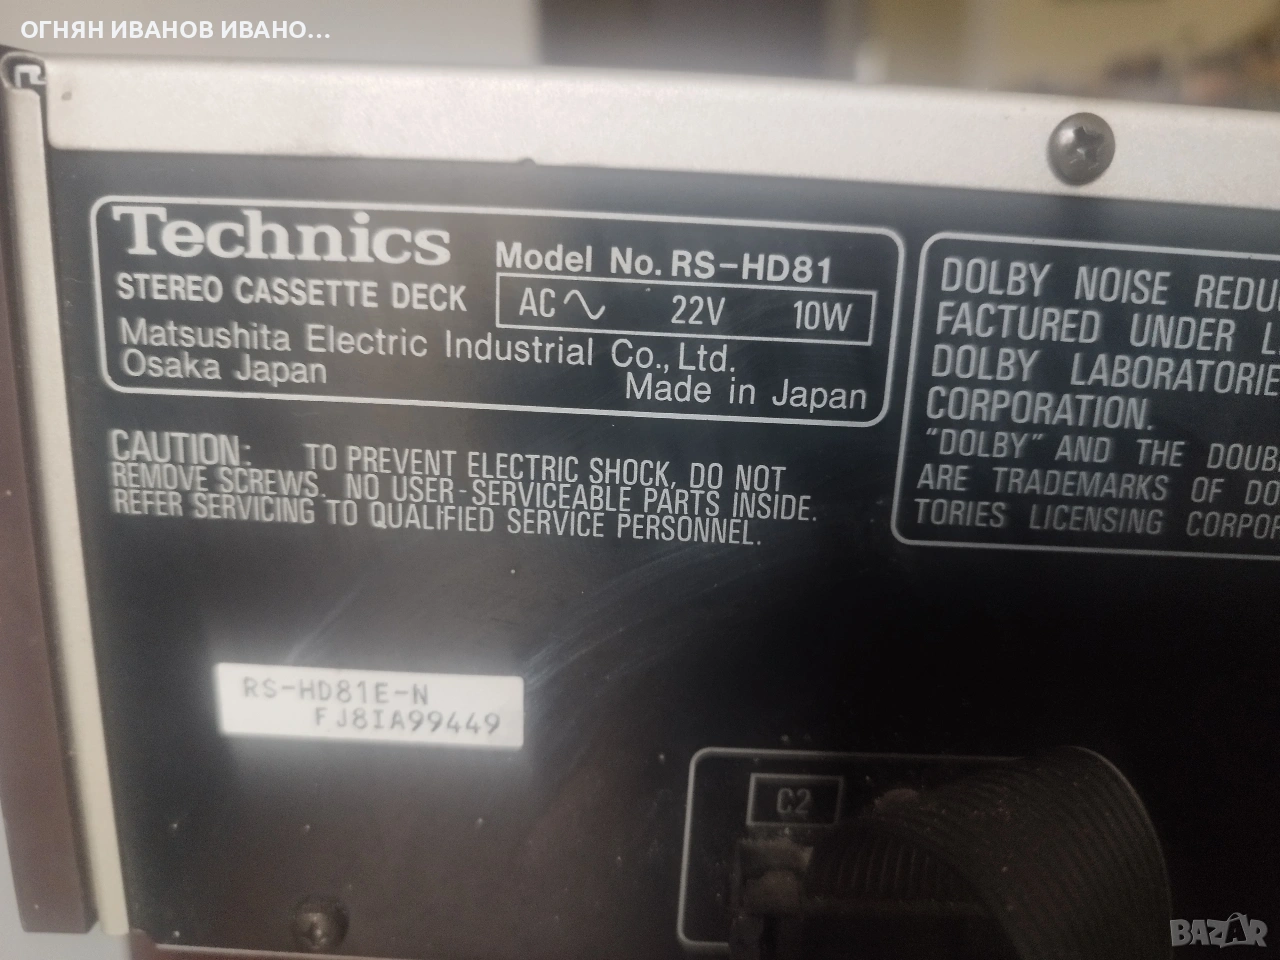 ОГНЯН ИВАНОВ ИВАНО...
Technics
STEREO CASSETTE DECK
Model No. RS-HD81
AC 22V 10W
Matsushita Electric Industrial Co., Ltd.
Osaka Japan
Made in Japan
DOLBY NOISE REDU
FACTURED UNDER L
DOLBY LABORATORIE
CORPORATION.
"DOLBY" AND THE DOUB
ARE TRADEMARKS OF DO
TORIES LICENSING CORPOR
CAUTION: TO PREVENT ELECTRIC SHOCK, DO NOT
REMOVE SCREWS. NO USER-SERVICEABLE PARTS INSIDE.
REFER SERVICING TO QUALIFIED SERVICE PERSONNEL.
RS-HD81E-N
FJ8IA99449
C2
BAZAR